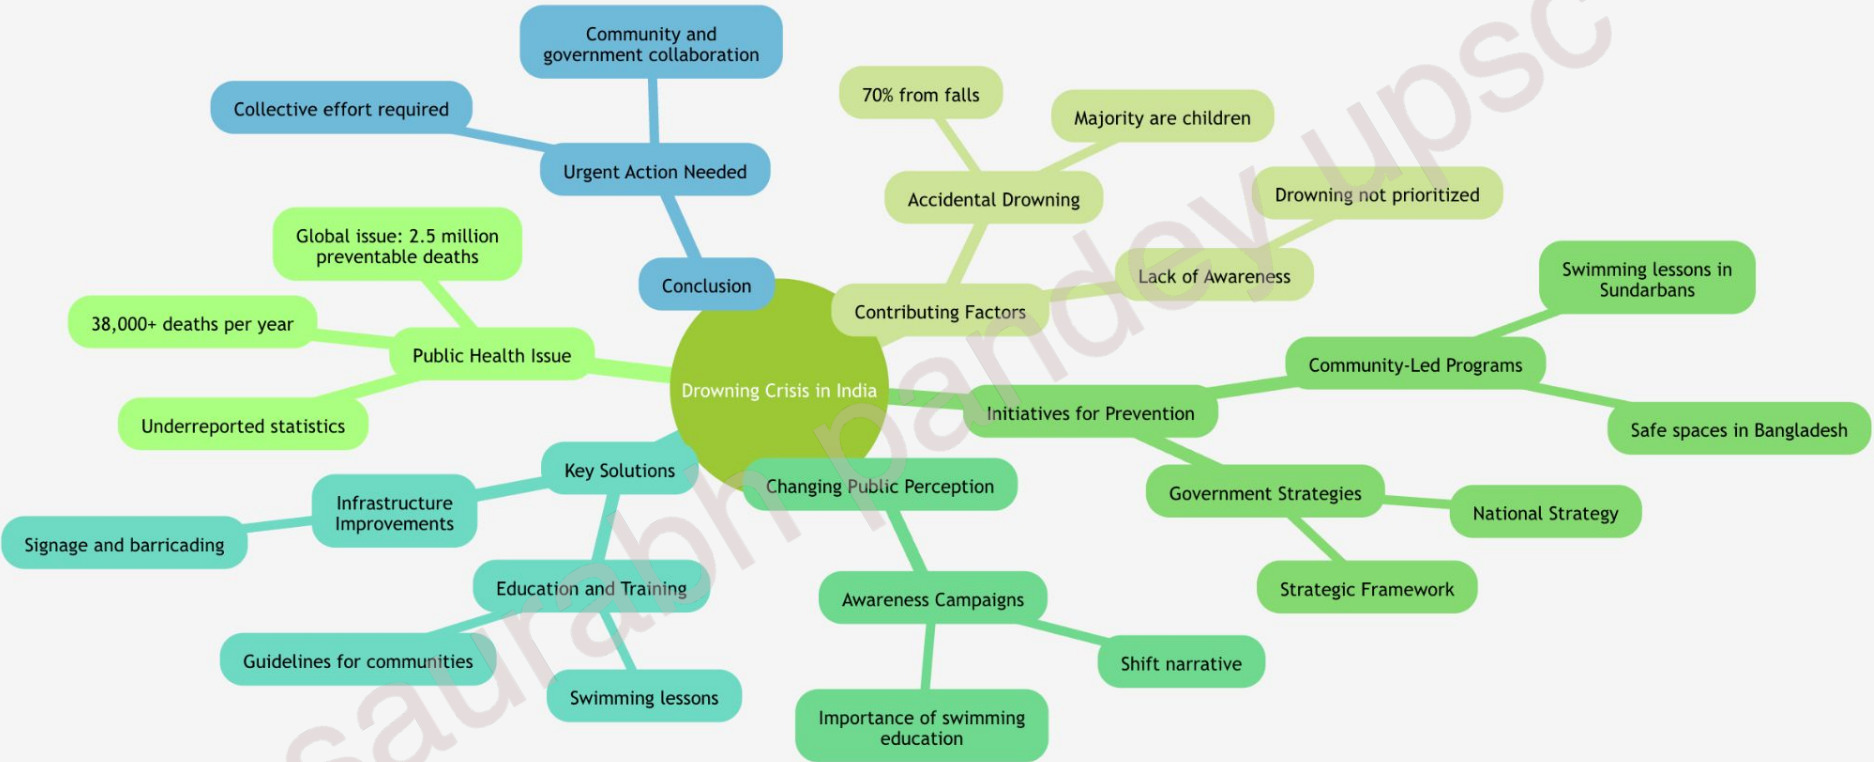 Community and
government collaboration
Collective effort required
Urgent Action Needed
Conclusion
70% from falls
Majority are children
Accidental Drowning
Drowning not prioritized
Lack of Awareness
Contributing Factors
Global issue: 2.5 million
preventable deaths
38,000+ deaths per year
Public Health Issue
Underreported statistics
Drowning Crisis in India
Swimming lessons in
Sundarbans
Community-Led Programs
Initiatives for Prevention
Safe spaces in Bangladesh
Government Strategies
National Strategy
Strategic Framework
Key Solutions
Infrastructure
Improvements
Signage and barricading
Education and Training
Guidelines for communities
Swimming lessons
Changing Public Perception
Awareness Campaigns
Shift narrative
Importance of swimming
education
saurabh pandey upsc